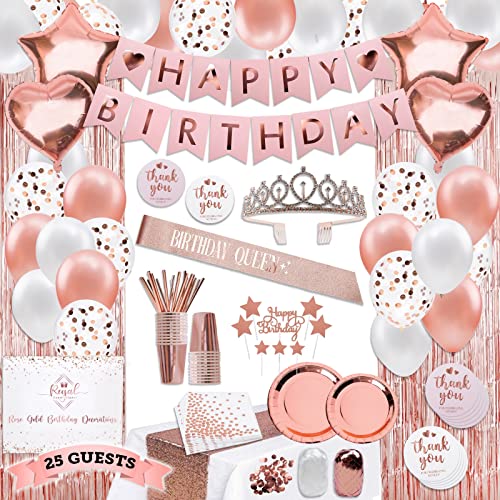 HAPPY
BIRTHDAY
thank
you
thank
you
BIRTHDAY QUEEN
Happy
Birthday
Regal
Rose Gold Birthday Decorations
thank
you
thank
you
25 GUESTS